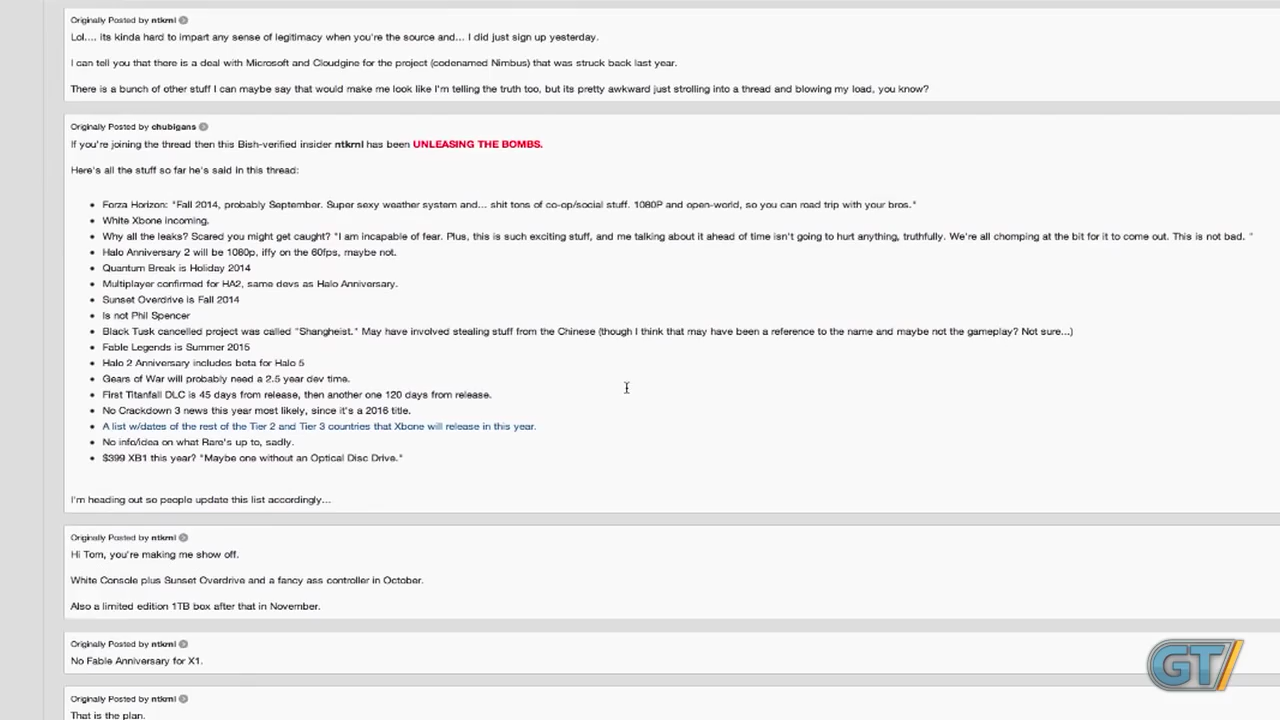 Originally Posted by ntkrnl
Lol.... its kinda hard to impart any sense of legitimacy when you're the source and... I did just sign up yesterday.
I can tell you that there is a deal with Microsoft and Cloudgine for the project (codenamed Nimbus) that was struck back last year.
There is a bunch of other stuff I can maybe say that would make me look like I'm telling the truth too, but its pretty awkward just strolling into a thread and blowing my load, you know?
Originally Posted by chubigans
If you're joining the thread then this Bish-verified insider ntkrnl has been UNLEASING THE BOMBS.
Here's all the stuff so far he's said in this thread:
• Forza Horizon: "Fall 2014, probably September. Super sexy weather system and... shit tons of co-op/social stuff. 1080P and open-world, so you can road trip with your bros."
• White Xbone incoming.
• Why all the leaks? Scared you might get caught? "I am incapable of fear. Plus, this is such exciting stuff, and me talking about it ahead of time isn't going to hurt anything, truthfully. We're all chomping at the bit for it to come out. This is not bad. "
• Halo Anniversary 2 will be 1080p, iffy on the 60fps, maybe not.
• Quantum Break is Holiday 2014
• Multiplayer confirmed for HA2, same devs as Halo Anniversary.
• Sunset Overdrive is Fall 2014
• Is not Phil Spencer
• Black Tusk cancelled project was called "Shangheist." May have involved stealing stuff from the Chinese (though I think that may have been a reference to the name and maybe not the gameplay? Not sure...)
• Fable Legends is Summer 2015
• Halo 2 Anniversary includes beta for Halo 5
• Gears of War will probably need a 2.5 year dev time.
• First Titanfall DLC is 45 days from release, then another one 120 days from release.
• No Crackdown 3 news this year most likely, since it's a 2016 title.
• A list w/dates of the rest of the Tier 2 and Tier 3 countries that Xbone will release in this year.
• No info/idea on what Rare's up to, sadly.
• $399 XB1 this year? "Maybe one without an Optical Disc Drive."
I'm heading out so people update this list accordingly...
Originally Posted by ntkrnl
Hi Tom, you're making me show off.
White Console plus Sunset Overdrive and a fancy ass controller in October.
Also a limited edition 1TB box after that in November.
Originally Posted by ntkrnl
No Fable Anniversary for X1.
GT
Originally Posted by ntkrnl
That is the plan.